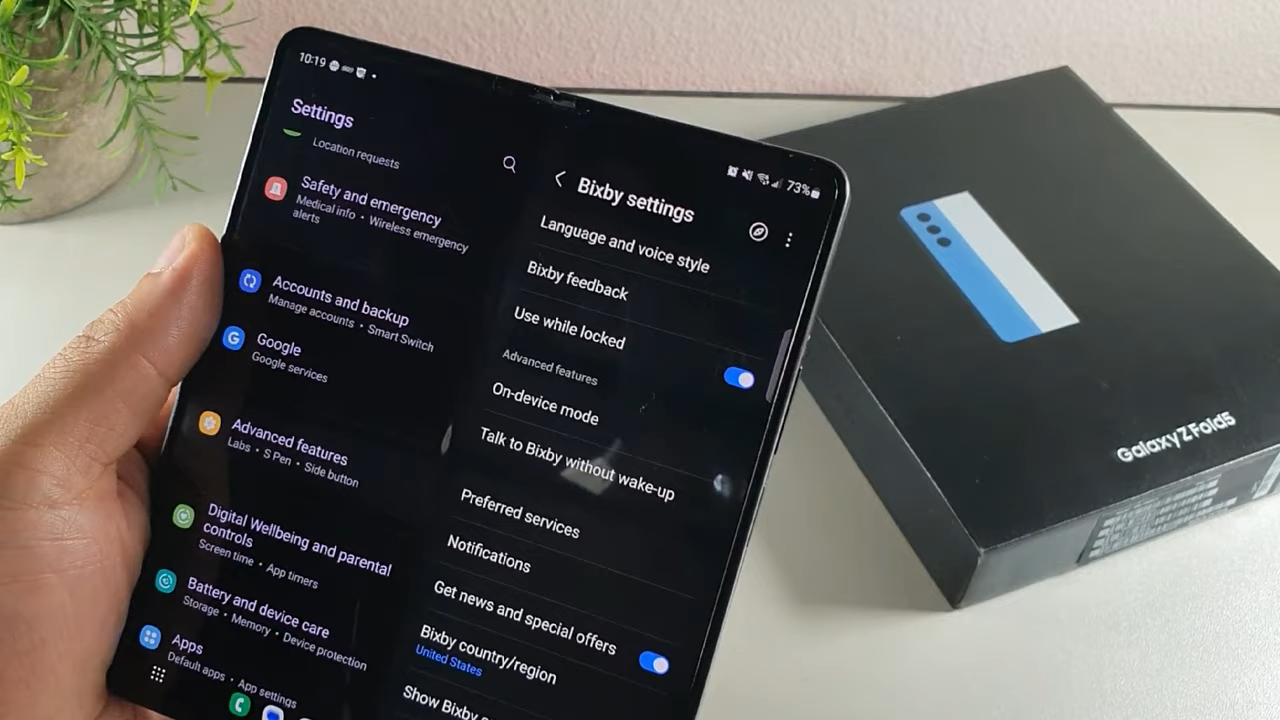 10:19
73%
Settings
Location requests
Safety and emergency
Medical info • Wireless emergency
alerts
Accounts and backup
Manage accounts • Smart Switch
Google
Google services
Advanced features
Labs • S Pen • Side button
Digital Wellbeing and parental
controls
Screen time • App timers
Battery and device care
Storage • Memory • Device protection
Apps
Default apps • App settings
Bixby settings
Language and voice style
Bixby feedback
Use while locked
Advanced features
On-device mode
Talk to Bixby without wake-up
Preferred services
Notifications
Get news and special offers
Bixby country/region
United States
Show Bixby
Galaxy Z Fold5